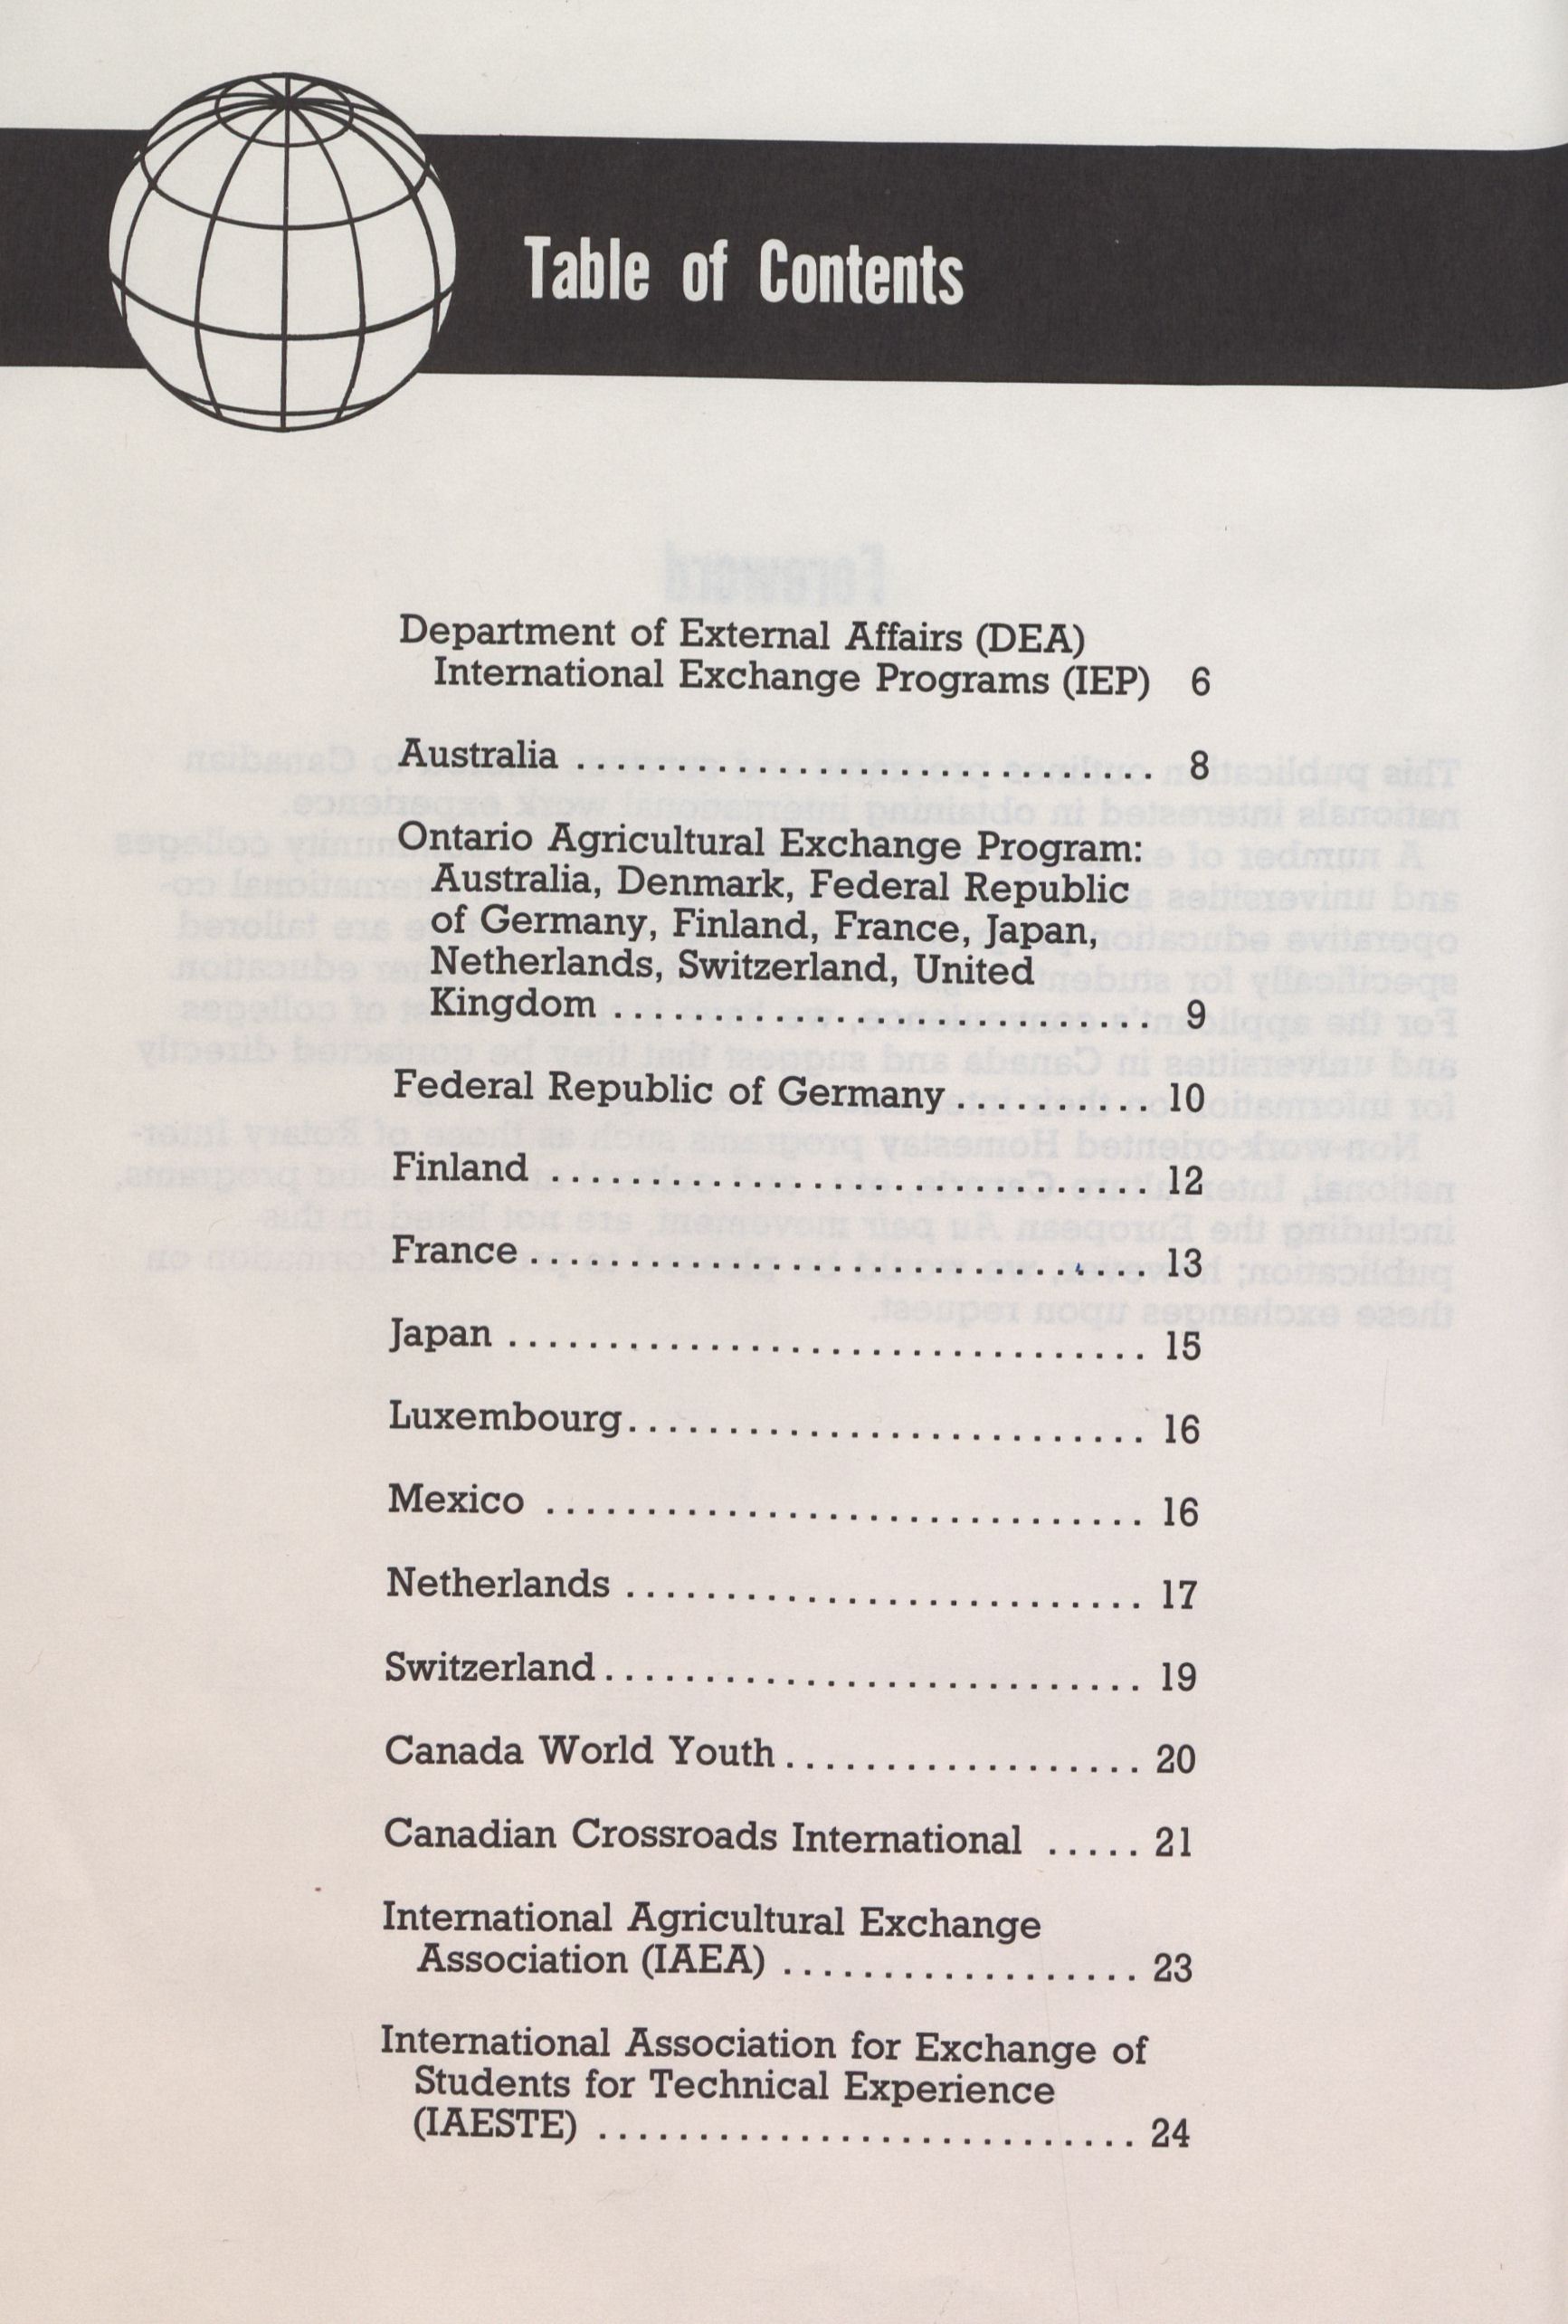 Table of Contents
Department of External Affairs (DEA)
International Exchange Programs (IEP) 6
Australia ............................. 8
Ontario Agricultural Exchange Program:
Australia, Denmark, Federal Republic
of Germany, Finland, France, Japan,
Netherlands, Switzerland, United
Kingdom ........................... 9
Federal Republic of Germany .......... 10
Finland .............................. 12
France ............................... 13
Japan ................................ 15
Luxembourg .......................... 16
Mexico .............................. 16
Netherlands .......................... 17
Switzerland ........................... 19
Canada World Youth .................. 20
Canadian Crossroads International ..... 21
International Agricultural Exchange
Association (IAEA) .................. 23
International Association for Exchange of
Students for Technical Experience
(IAESTE) ........................... 24